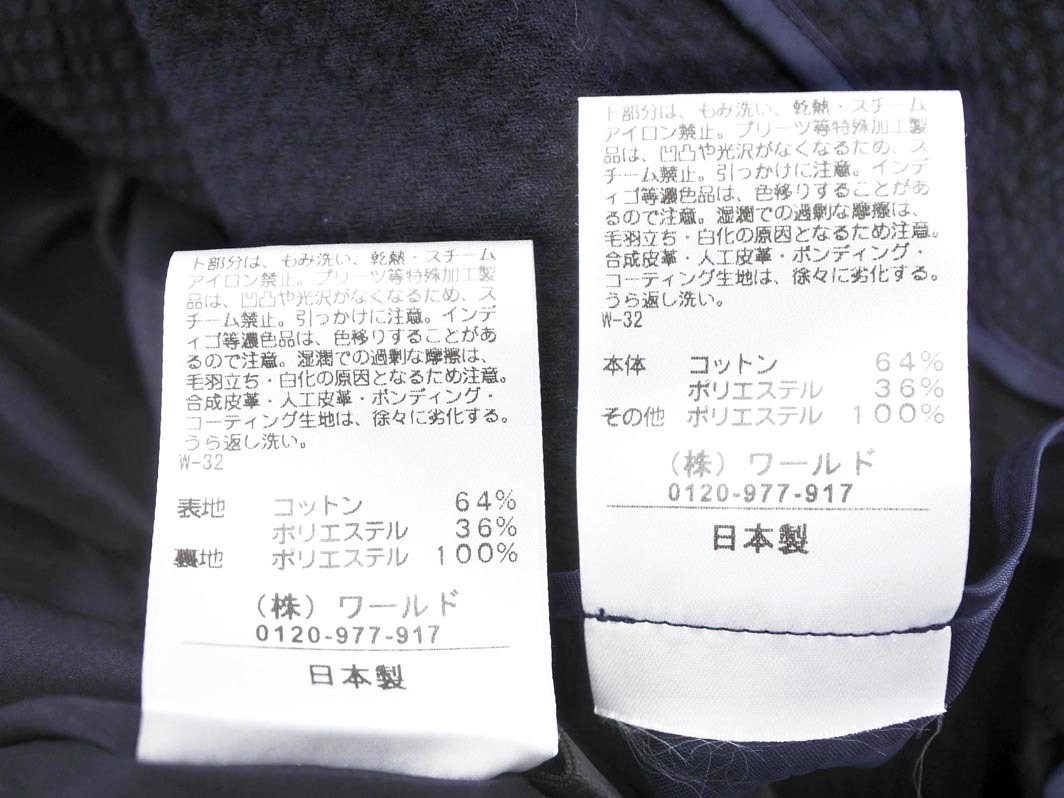 ト部分は、もみ洗い、乾熱・スチーム
アイロン禁止。プリーツ等特殊加工製
品は、凹凸や光沢がなくなるため、ス
チーム禁止。引っかけに注意。インデ
ィゴ等濃色品は、色移りすることがあ
るので注意。湿潤での過剰な摩擦は、
毛羽立ち・白化の原因となるため注意。
合成皮革・人工皮革・ボンディング・
コーティング生地は、徐々に劣化する。
うら返し洗い。
W-32
表地 コットン 64%
ポリエステル 36%
裏地 ポリエステル 100%
(株) ワールド
0120-977-917
日本製
ト部分は、もみ洗い、乾熱・スチーム
アイロン禁止。プリーツ等特殊加工製
品は、凹凸や光沢がなくなるため、ス
チーム禁止。引っかけに注意。インデ
ィゴ等濃色品は、色移りすることがあ
るので注意。湿潤での過剰な摩擦は、
毛羽立ち・白化の原因となるため注意。
合成皮革・人工皮革・ボンディング・
コーティング生地は、徐々に劣化する。
うら返し洗い。
W-32
本体 コットン 64%
ポリエステル 36%
その他 ポリエステル 100%
(株) ワールド
0120-977-917
日本製